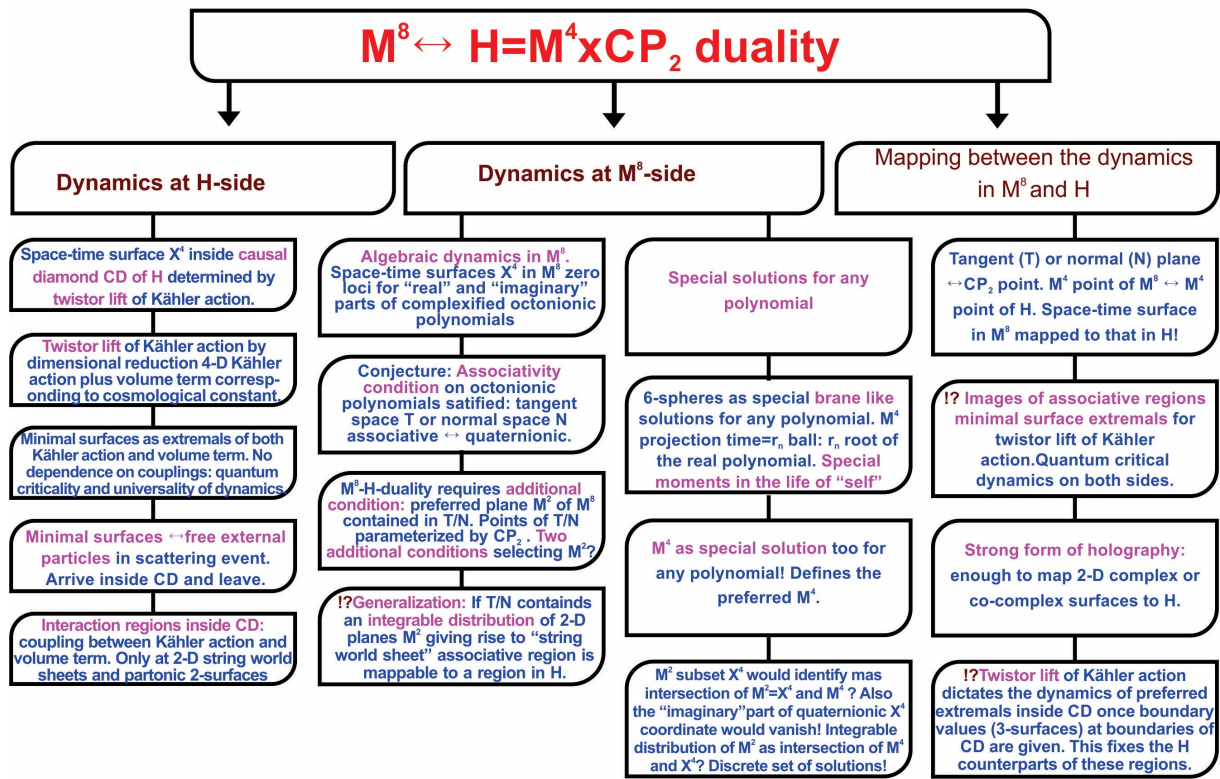 M⁸↔ H=M⁴xCP₂ duality
Dynamics at H-side
Space-time surface X⁴ inside causal
diamond CD of H determined by
twistor lift of Kähler action.
Twistor lift of Kähler action by
dimensional reduction 4-D Kähler
action plus volume term corresp-
onding to cosmological constant.
Minimal surfaces as extremals of both
Kähler action and volume term. No
dependence on couplings: quantum
criticality and universality of dynamics.
Minimal surfaces ↔free external
particles in scattering event.
Arrive inside CD and leave.
Interaction regions inside CD:
coupling between Kähler action and
volume term. Only at 2-D string world
sheets and partonic 2-surfaces
Dynamics at M⁸-side
Algebraic dynamics in M⁸.
Space-time surfaces X⁴ in M⁸ zero
loci for “real” and “imaginary”
parts of complexified octonionic
polynomials
Conjecture: Associativity
condition on octonionic
polynomials satified: tangent
space T or normal space N
associative ↔ quaternionic.
M⁸-H-duality requires additional
condition: preferred plane M² of M⁸
contained in T/N. Points of T/N
parameterized by CP₂ . Two
additional conditions selecting M²?
!?Generalization: If T/N containds
an integrable distribution of 2-D
planes M² giving rise to “string
world sheet” associative region is
mappable to a region in H.
Special solutions for any
polynomial
6-spheres as special brane like
solutions for any polynomial. M⁴
projection time=rₙ ball: rₙ root of
the real polynomial. Special
moments in the life of “self”
M⁴ as special solution too for
any polynomial! Defines the
preferred M⁴.
M² subset X⁴ would identify mas
intersection of M²=X⁴ and M⁴ ? Also
the “imaginary”part of quaternionic X⁴
coordinate would vanish! Integrable
distribution of M² as intersection of M⁴
and X⁴? Discrete set of solutions!
Mapping between the dynamics
in M⁸ and H
Tangent (T) or normal (N) plane
↔CP₂ point. M⁴ point of M⁸ ↔ M⁴
point of H. Space-time surface
in M⁸ mapped to that in H!
!? Images of associative regions
minimal surface extremals for
twistor lift of Kähler
action.Quantum critical
dynamics on both sides.
Strong form of holography:
enough to map 2-D complex or
co-complex surfaces to H.
!?Twistor lift of Kähler action
dictates the dynamics of preferred
extremals inside CD once boundary
values (3-surfaces) at boundaries of
CD are given. This fixes the H
counterparts of these regions.